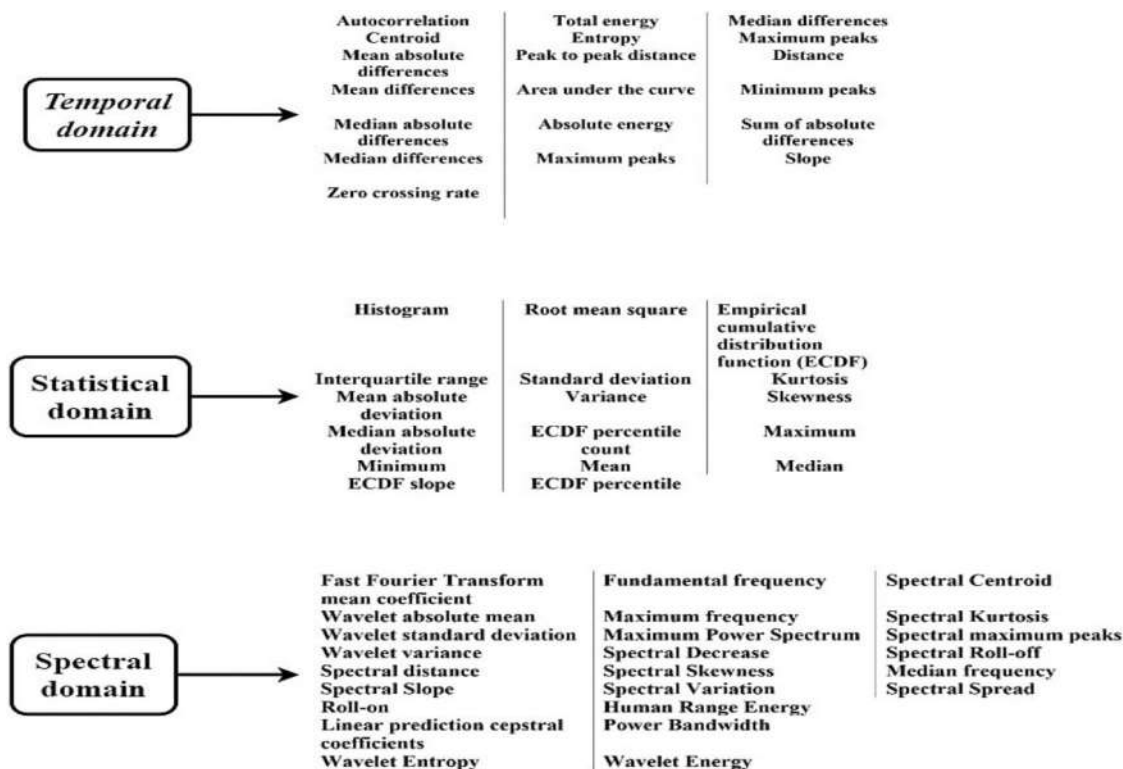 Temporal
domain
Autocorrelation
Centroid
Mean absolute
differences
Mean differences
Median absolute
differences
Median differences
Zero crossing rate
Total energy
Entropy
Peak to peak distance
Area under the curve
Absolute energy
Maximum peaks
Median differences
Maximum peaks
Distance
Minimum peaks
Sum of absolute
differences
Slope
Statistical
domain
Histogram
Interquartile range
Mean absolute
deviation
Median absolute
deviation
Minimum
ECDF slope
Root mean square
Standard deviation
Variance
ECDF percentile
count
Mean
ECDF percentile
Empirical
cumulative
distribution
function (ECDF)
Kurtosis
Skewness
Maximum
Median
Spectral
domain
Fast Fourier Transform
mean coefficient
Wavelet absolute mean
Wavelet standard deviation
Wavelet variance
Spectral distance
Spectral Slope
Roll-on
Linear prediction cepstral
coefficients
Wavelet Entropy
Fundamental frequency
Maximum frequency
Maximum Power Spectrum
Spectral Decrease
Spectral Skewness
Spectral Variation
Human Range Energy
Power Bandwidth
Wavelet Energy
Spectral Centroid
Spectral Kurtosis
Spectral maximum peaks
Spectral Roll-off
Median frequency
Spectral Spread